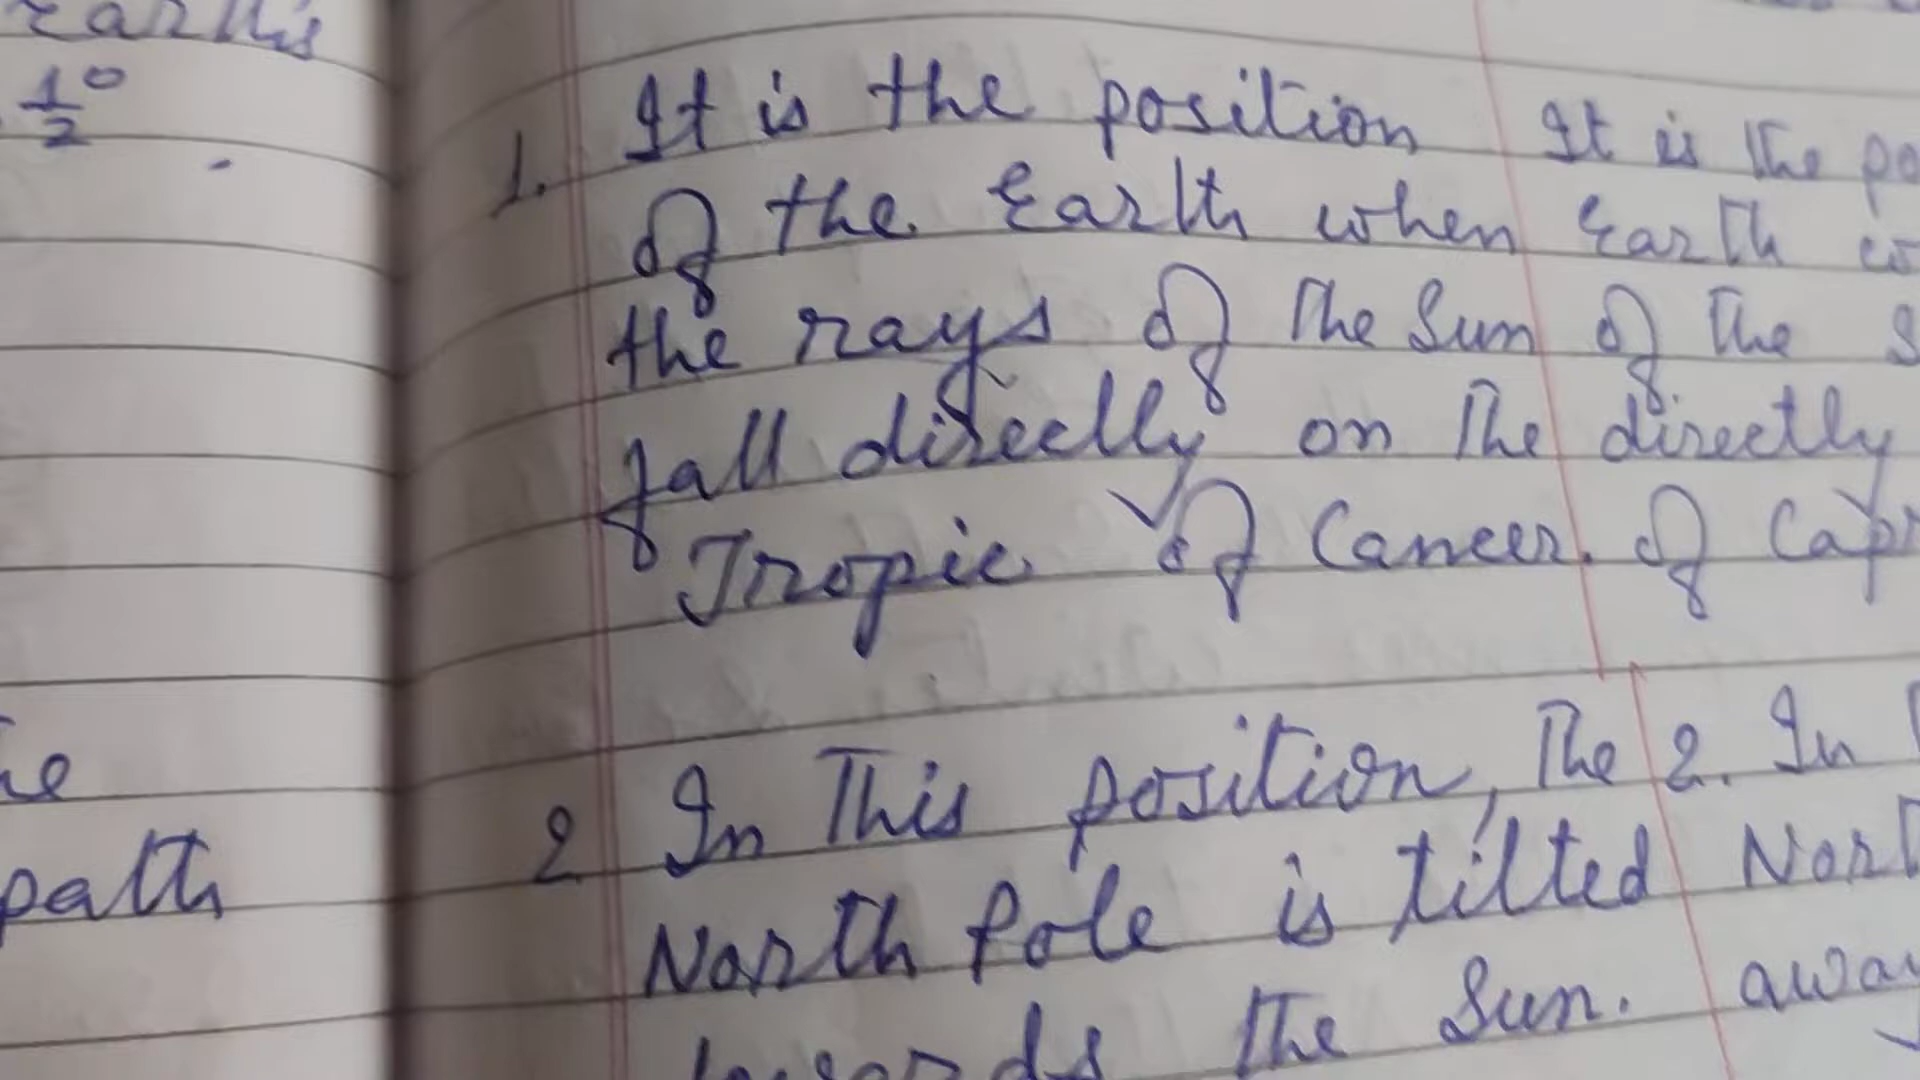 earth's
1/2°
1. It is the position
of the Earth when
the rays of the Sun
fall directly on the
Tropic of Cancer.
2 In This position, the
North Pole is tilted
towards the Sun.
It is the
Earth
of the
directly
of
2. In
path